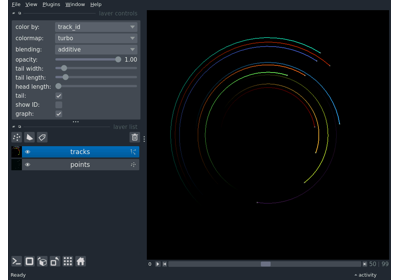 File View Plugins Window Help
layer controls
color by: track_id
colormap: turbo
blending: additive
opacity: 1.00
tail width:
tail length:
head length:
tail:
show ID:
graph:
layer list
tracks
points
50 99
Ready
activity